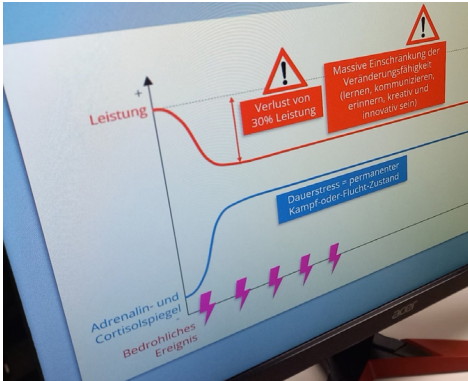 +
Leistung
Verlust von
30% Leistung
Massive Einschränkung der
Veränderungsfähigkeit
(lernen, kommunizieren,
erinnern, kreativ und
innovativ sein)
Dauerstress = permanenter
Kampf-oder-Flucht-Zustand
Adrenalin- und
Cortisolspiegel
-
Bedrohliches
Ereignis
acer